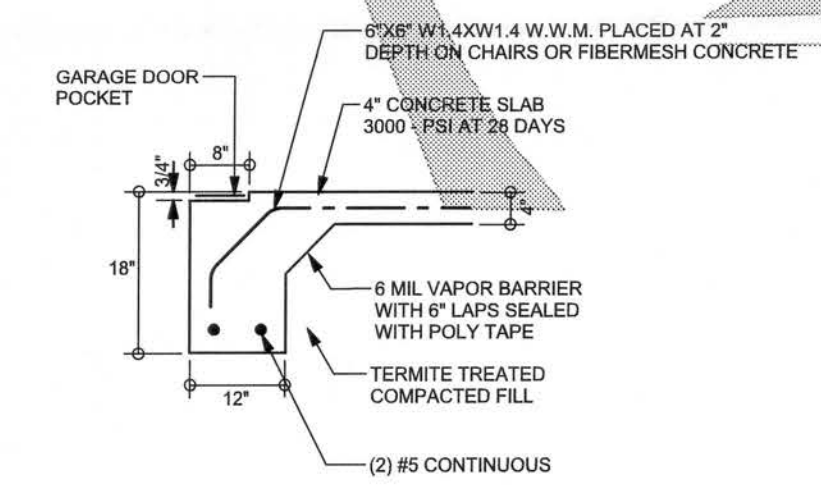 6"X6" W1.4XW1.4 W.W.M. PLACED AT 2"
DEPTH ON CHAIRS OR FIBERMESH CONCRETE
GARAGE DOOR
POCKET
4" CONCRETE SLAB
3000 - PSI AT 28 DAYS
8"
3/4"
4"
18"
6 MIL VAPOR BARRIER
WITH 6" LAPS SEALED
WITH POLY TAPE
TERMITE TREATED
COMPACTED FILL
12"
(2) #5 CONTINUOUS